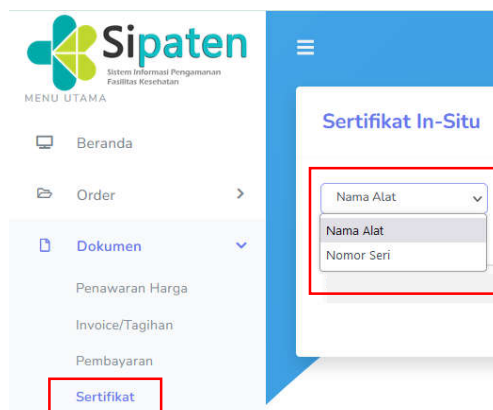 Sipaten
Sistem Informasi Pengamanan
Fasilitas Kesehatan
MENU UTAMA
Beranda
Order
Dokumen
Penawaran Harga
Invoice/Tagihan
Pembayaran
Sertifikat
Sertifikat In-Situ
Nama Alat
Nama Alat
Nomor Seri